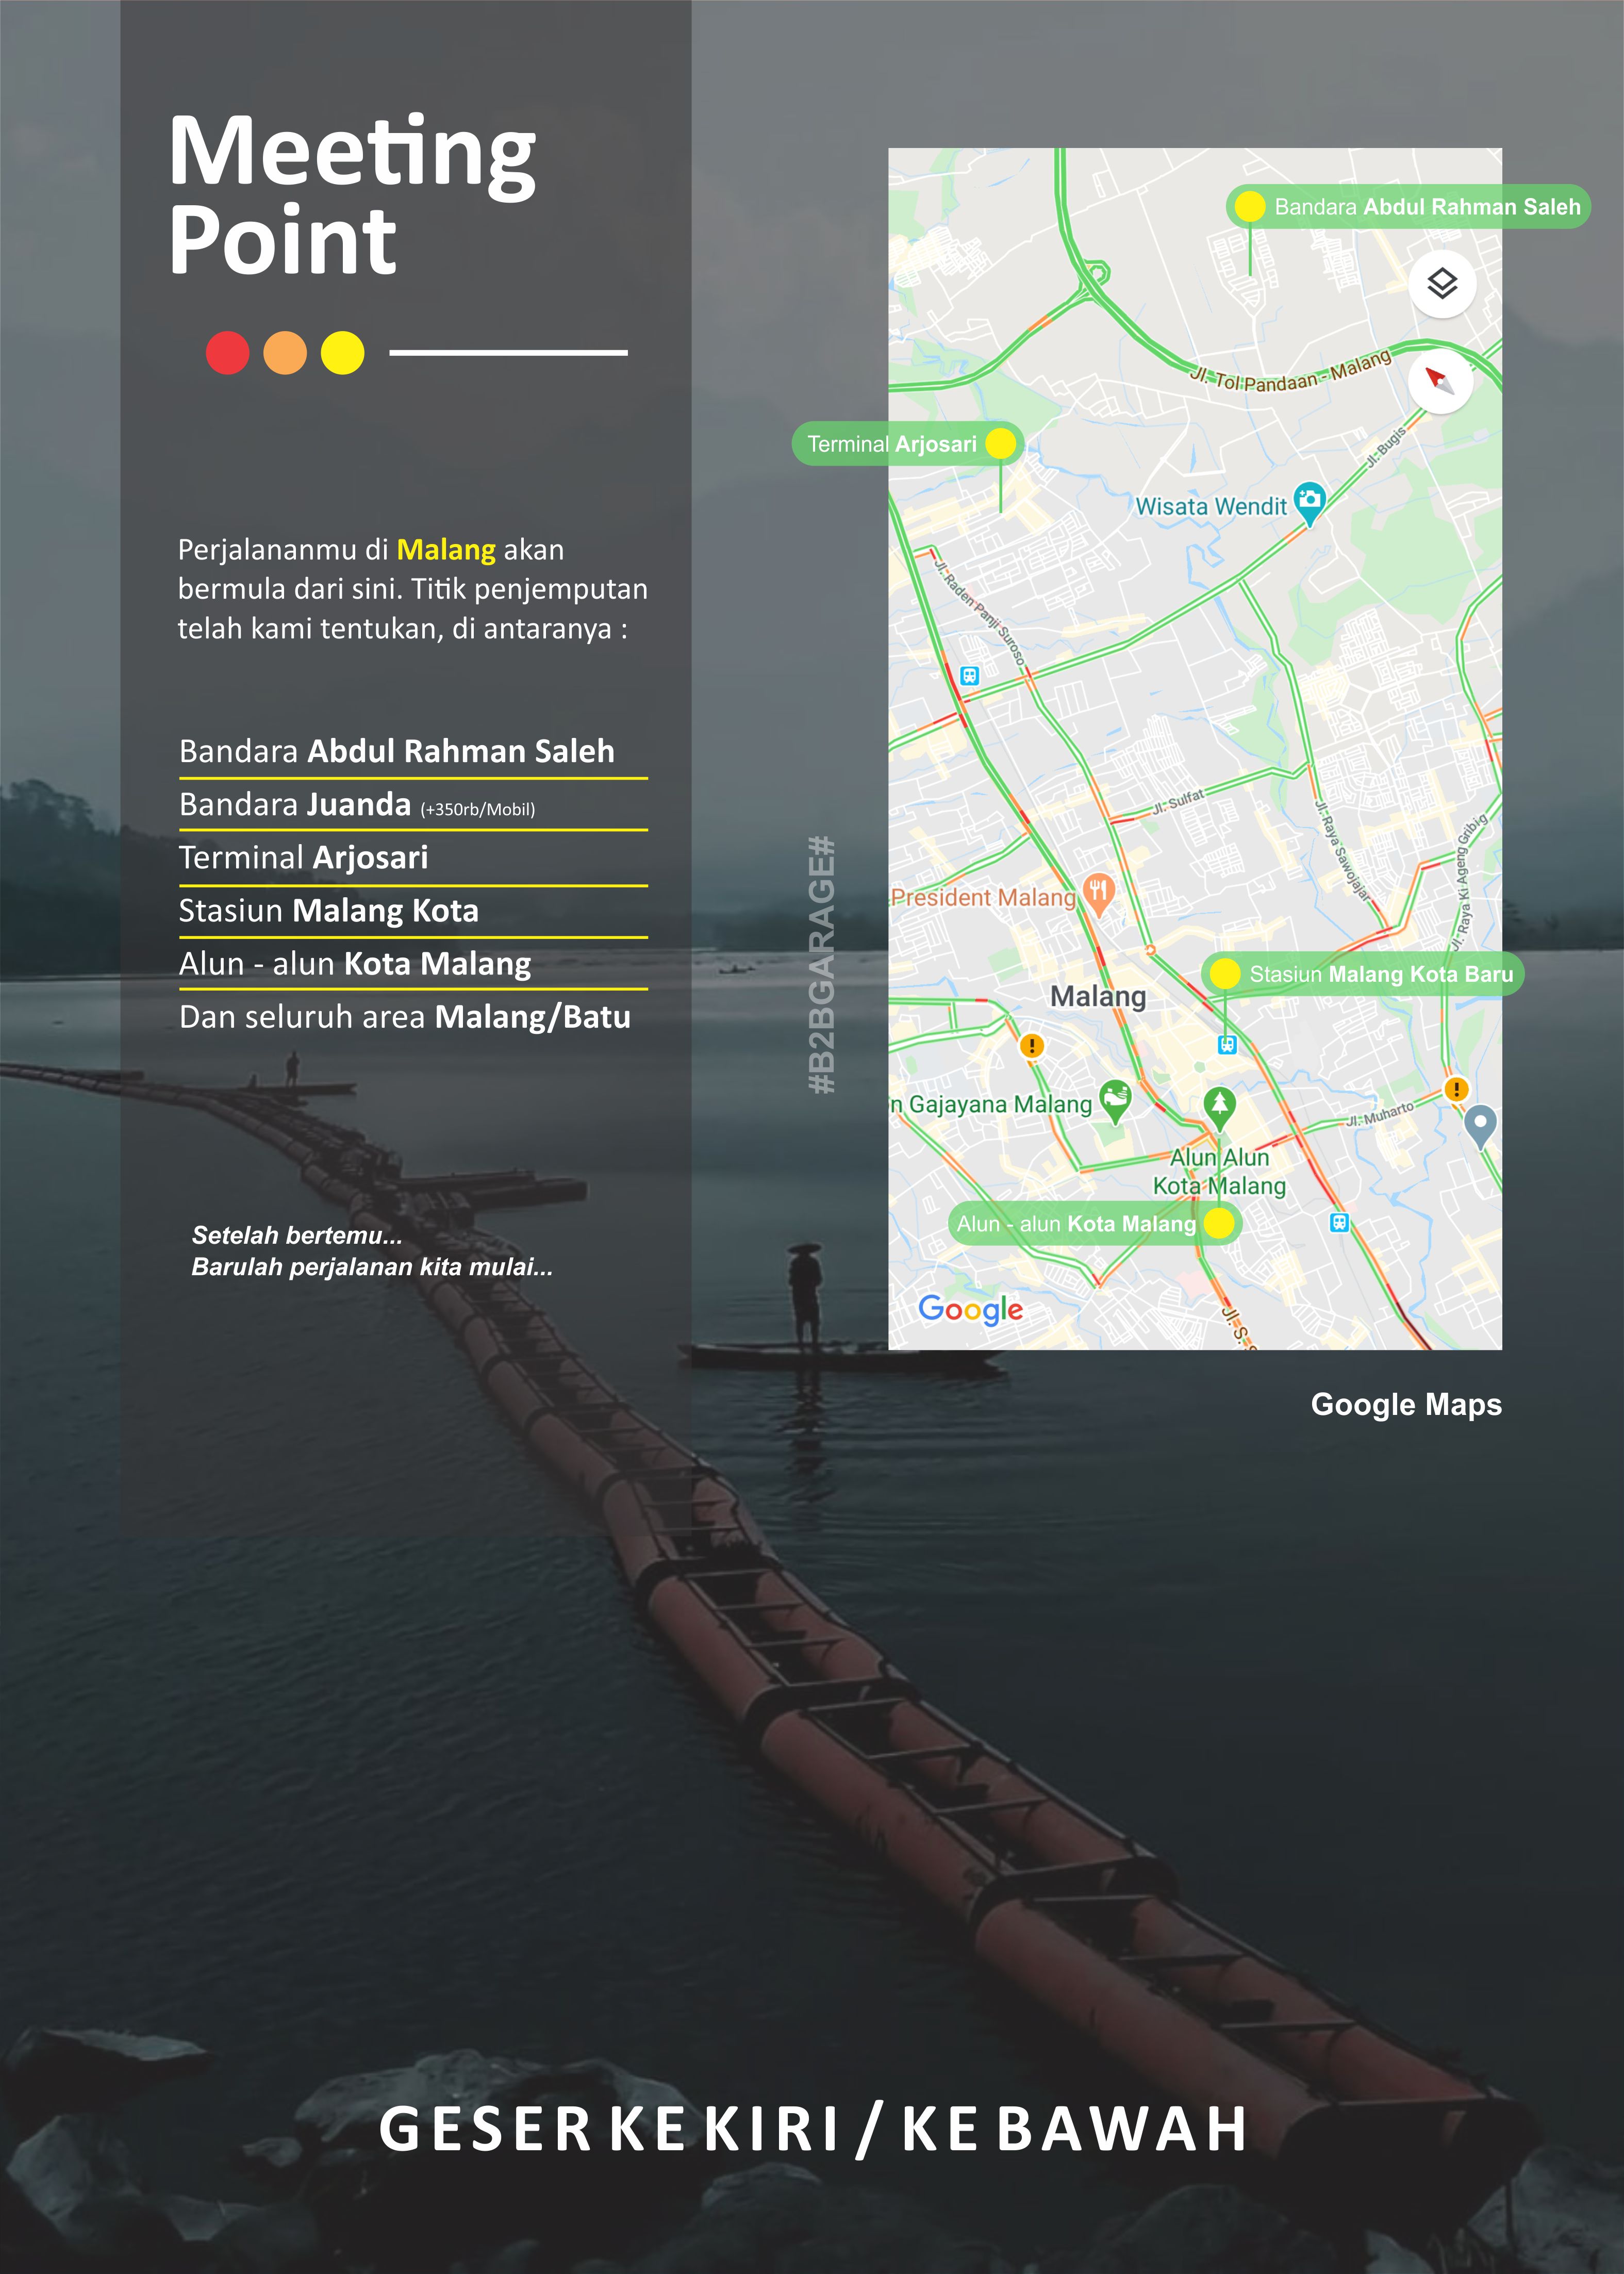 Meeting
Point
Perjalananmu di Malang akan
bermula dari sini. Titik penjemputan
telah kami tentukan, di antaranya :
Bandara Abdul Rahman Saleh
Bandara Juanda (+350rb/Mobil)
Terminal Arjosari
Stasiun Malang Kota
Alun - alun Kota Malang
Dan seluruh area Malang/Batu
Setelah bertemu...
Barulah perjalanan kita mulai...
#B2BGARAGE#
Bandara Abdul Rahman Saleh
Jl. Tol Pandaan - Malang
Terminal Arjosari
Jl. Bugis
Wisata Wendit
Jl. Raden Panji Suroso
Jl. Sulfat
Jl. Raya Sawojajar
Jl. Raya Ki Ageng Gribig
President Malang
Stasiun Malang Kota Baru
Malang
n Gajayana Malang
Jl. Muharto
Alun Alun
Kota Malang
Alun - alun Kota Malang
Google
Jl. S.
Google Maps
GESER KE KIRI / KE BAWAH